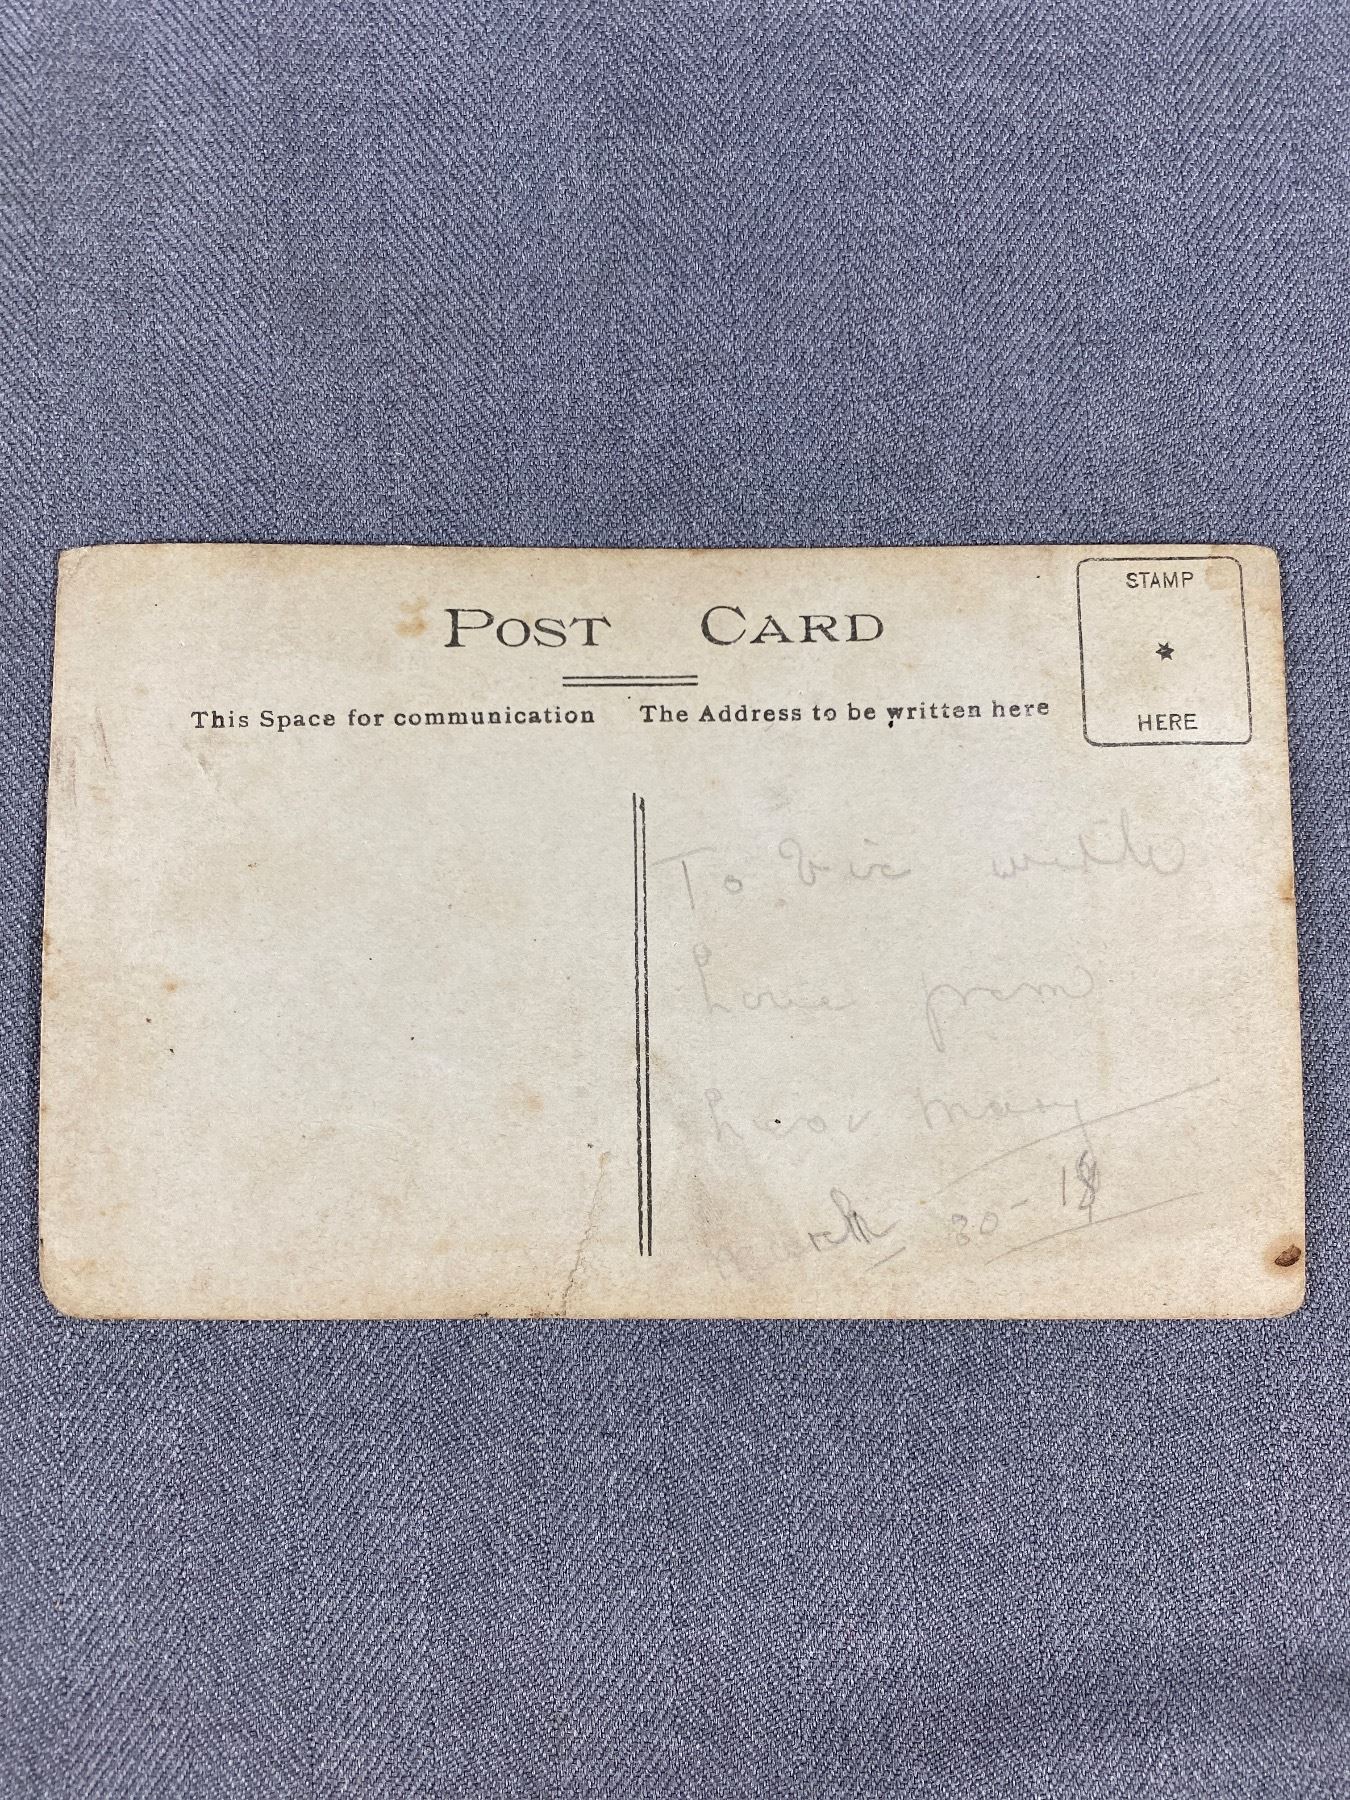 POST CARD
STAMP
HERE
This Space for communication
The Address to be written here
To Vic with
Love from
Mary
March 30 - 18